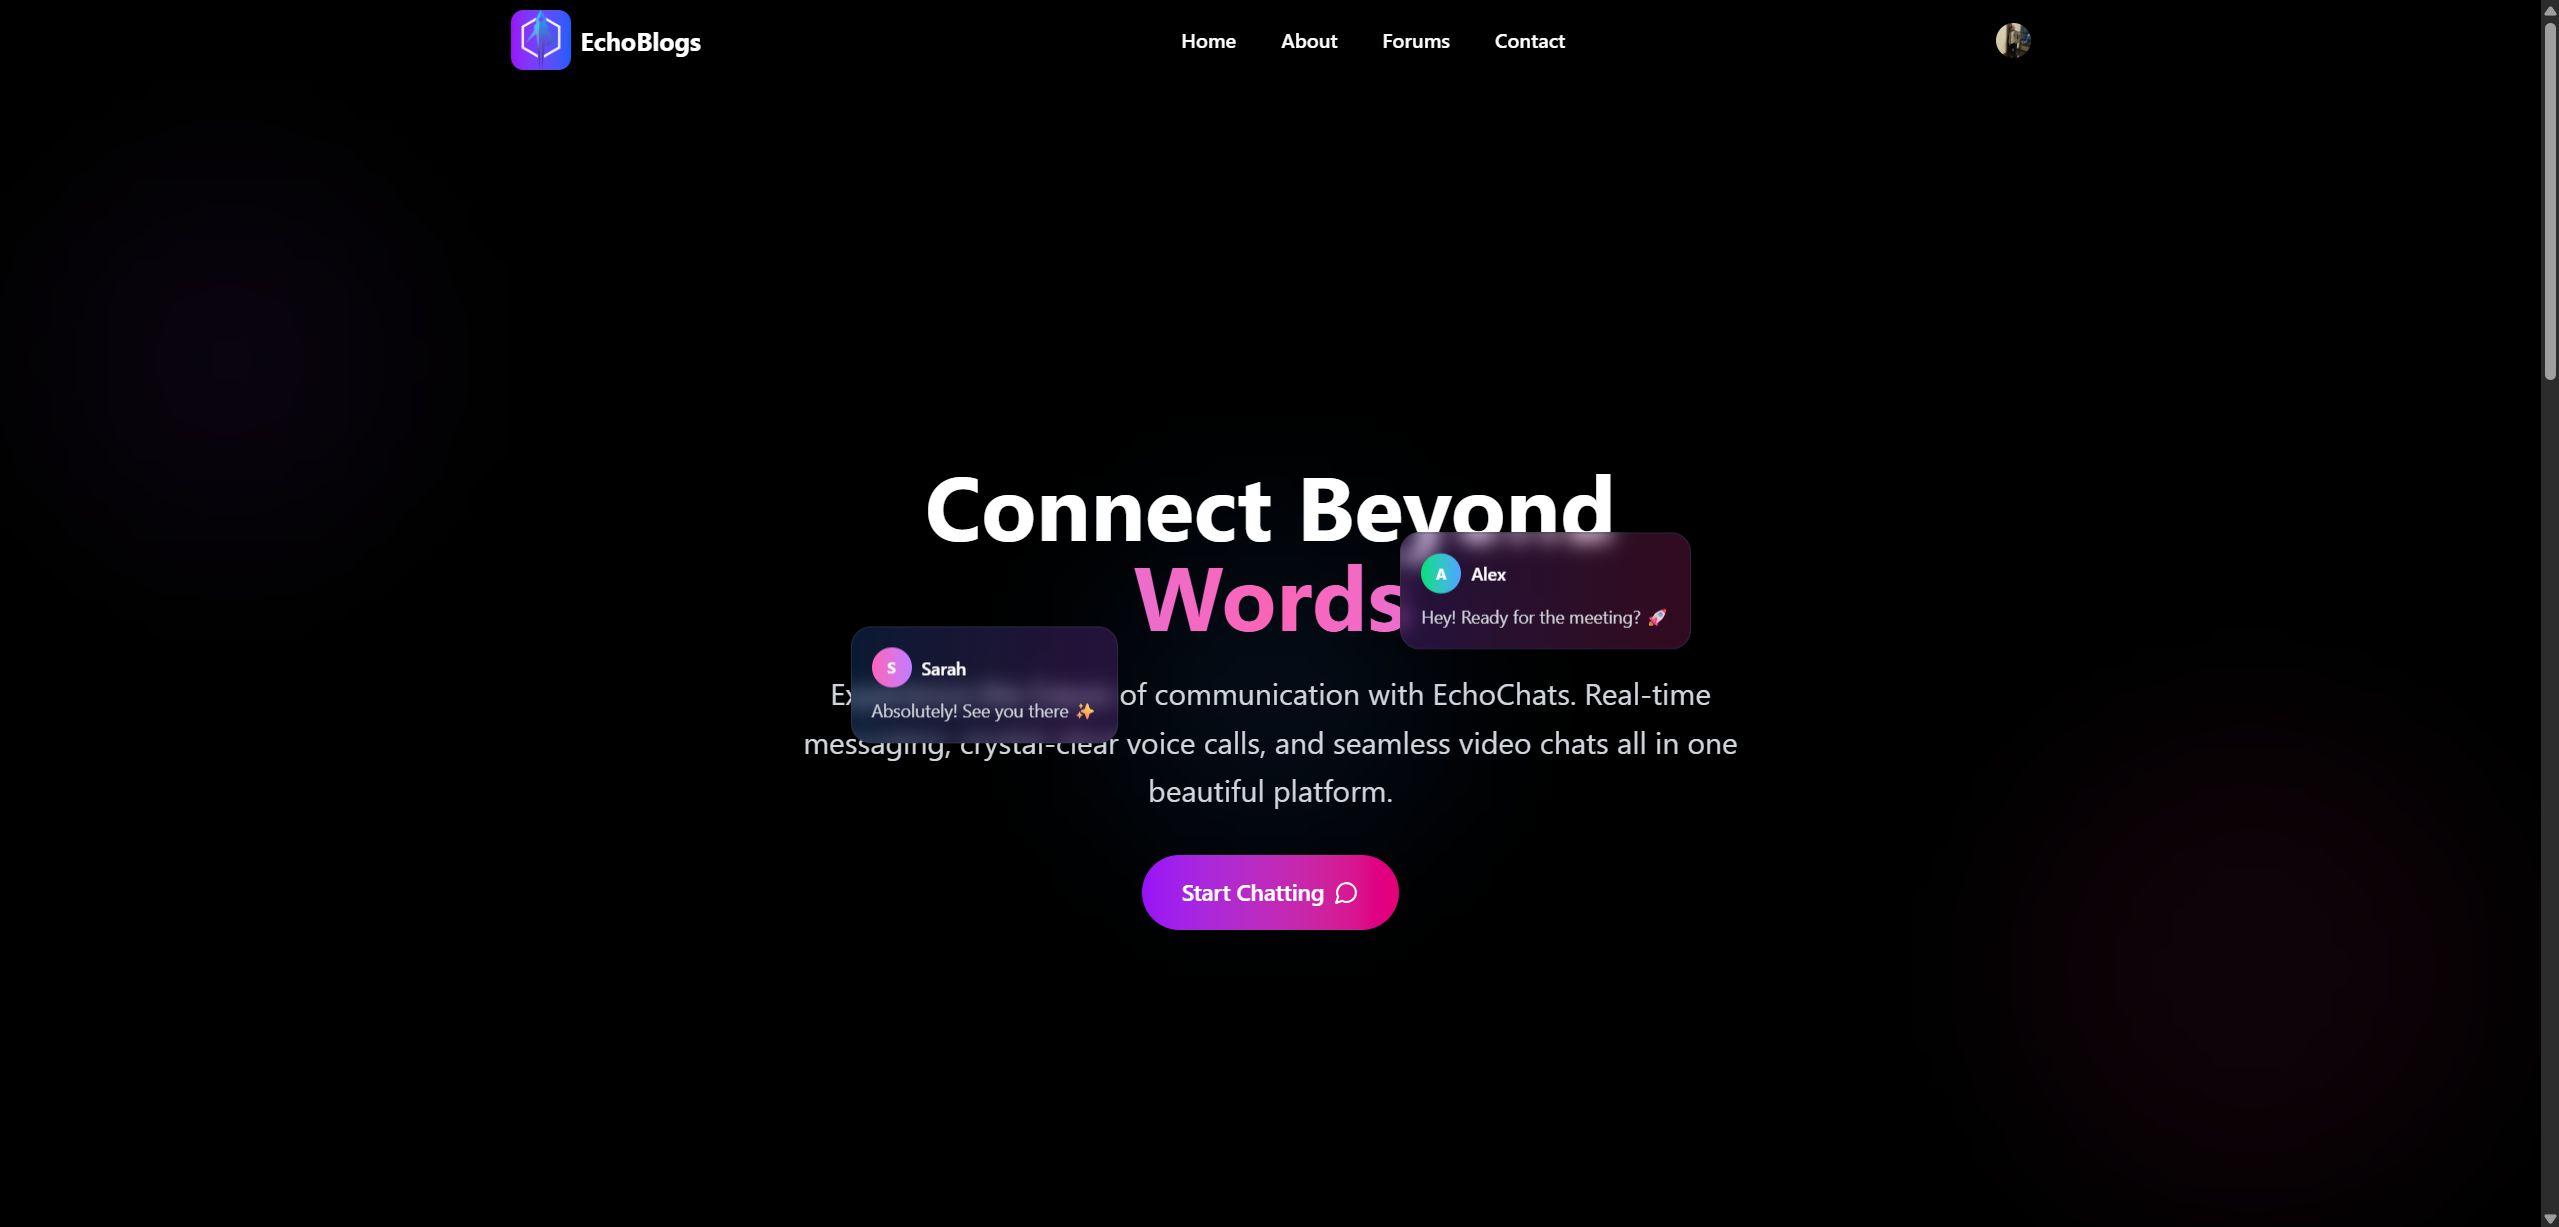 EchoBlogs
Home
About
Forums
Contact
Connect Beyond
Words
A
Alex
Hey! Ready for the meeting? 🚀
S
Sarah
Absolutely! See you there ✨
of communication with EchoChats. Real-time
messaging, crystal-clear voice calls, and seamless video chats all in one
beautiful platform.
Start Chatting